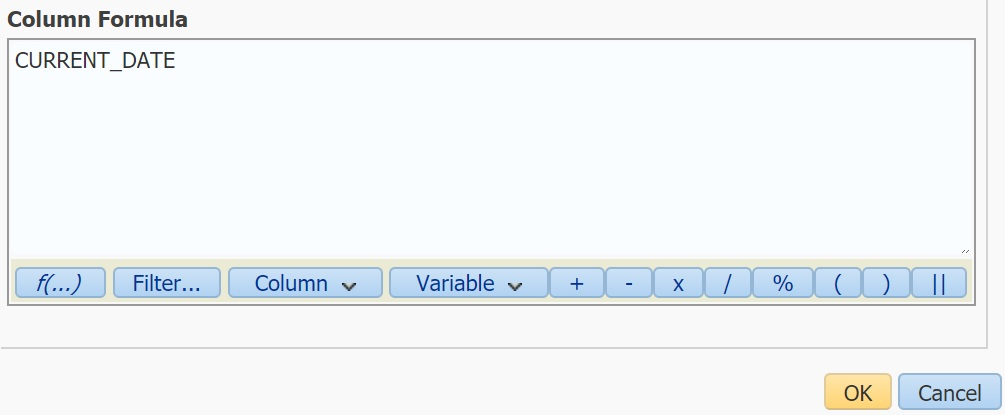 Column Formula
CURRENT_DATE
f(...) Filter... Column Variable + - x / % ( ) ||
OK Cancel